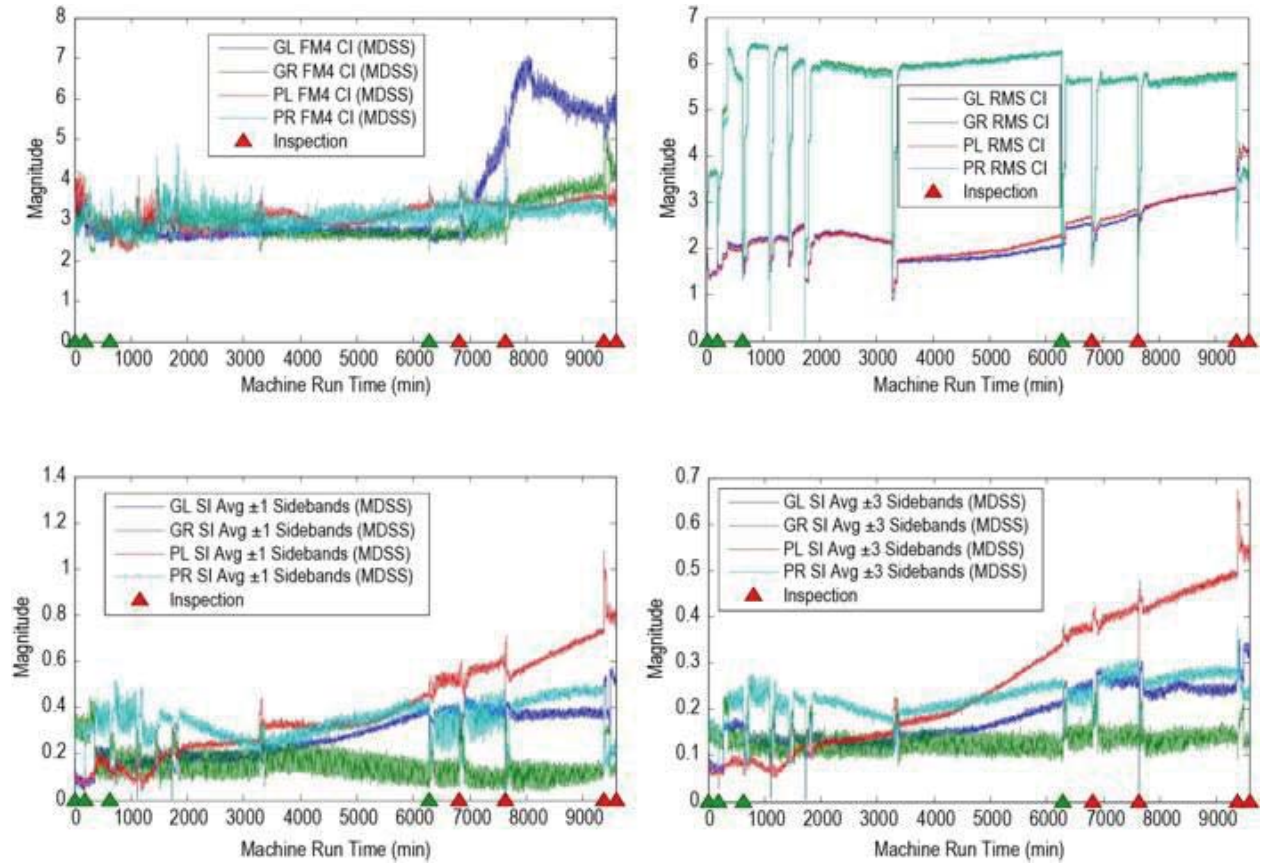 8
7
6
5
4
3
2
1
0
Magnitude
GL FM4 CI (MDSS)
GR FM4 CI (MDSS)
PL FM4 CI (MDSS)
PR FM4 CI (MDSS)
Inspection
0 1000 2000 3000 4000 5000 6000 7000 8000 9000
Machine Run Time (min)
7
6
5
4
3
2
1
0
Magnitude
GL RMS CI
GR RMS CI
PL RMS CI
PR RMS CI
Inspection
0 1000 2000 3000 4000 5000 6000 7000 8000 9000
Machine Run Time (min)
1.4
1.2
1
0.8
0.6
0.4
0.2
0
Magnitude
GL SI Avg ±1 Sidebands (MDSS)
GR SI Avg ±1 Sidebands (MDSS)
PL SI Avg ±1 Sidebands (MDSS)
PR SI Avg ±1 Sidebands (MDSS)
Inspection
0 1000 2000 3000 4000 5000 6000 7000 8000 9000
Machine Run Time (min)
0.7
0.6
0.5
0.4
0.3
0.2
0.1
0
Magnitude
GL SI Avg ±3 Sidebands (MDSS)
GR SI Avg ±3 Sidebands (MDSS)
PL SI Avg ±3 Sidebands (MDSS)
PR SI Avg ±3 Sidebands (MDSS)
Inspection
0 1000 2000 3000 4000 5000 6000 7000 8000 9000
Machine Run Time (min)